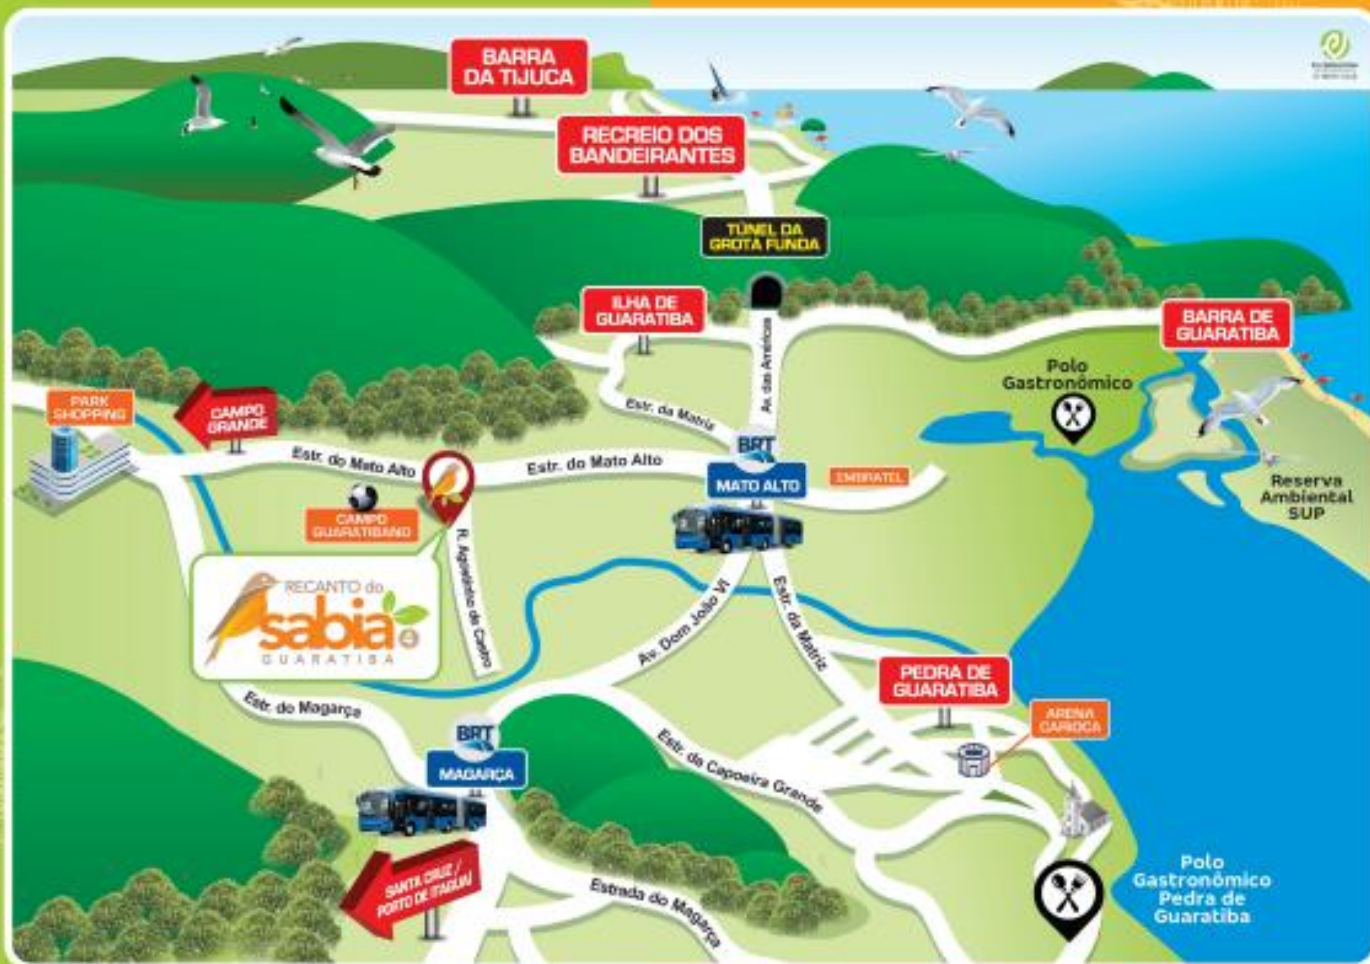 BARRA
DA TIJUCA
RECREIO DOS
BANDEIRANTES
TÚNEL DA
GROTA FUNDA
ILHA DE
GUARATIBA
BARRA DE
GUARATIBA
Av. das Américas
Polo
Gastronômico
PARK
SHOPPING
CAMPO
GRANDE
Estr. da Matriz
BRT
MATO ALTO
Estr. do Mato Alto
Estr. do Mato Alto
EMBRATEL
Reserva
Ambiental
SUP
CAMPO
GUARATIBANO
R. Agostinho de Castro
RECANTO do
sabia 4
GUARATIBA
Av. Dom João VI
Estr. da Matriz
PEDRA DE
GUARATIBA
Estr. do Magarça
ARENA
CARIOCA
BRT
MAGARÇA
Estr. da Capoeira Grande
SANTA CRUZ /
PORTO DE ITAGUAÍ
Estrada do Magarça
Polo
Gastronômico
Pedra de
Guaratiba